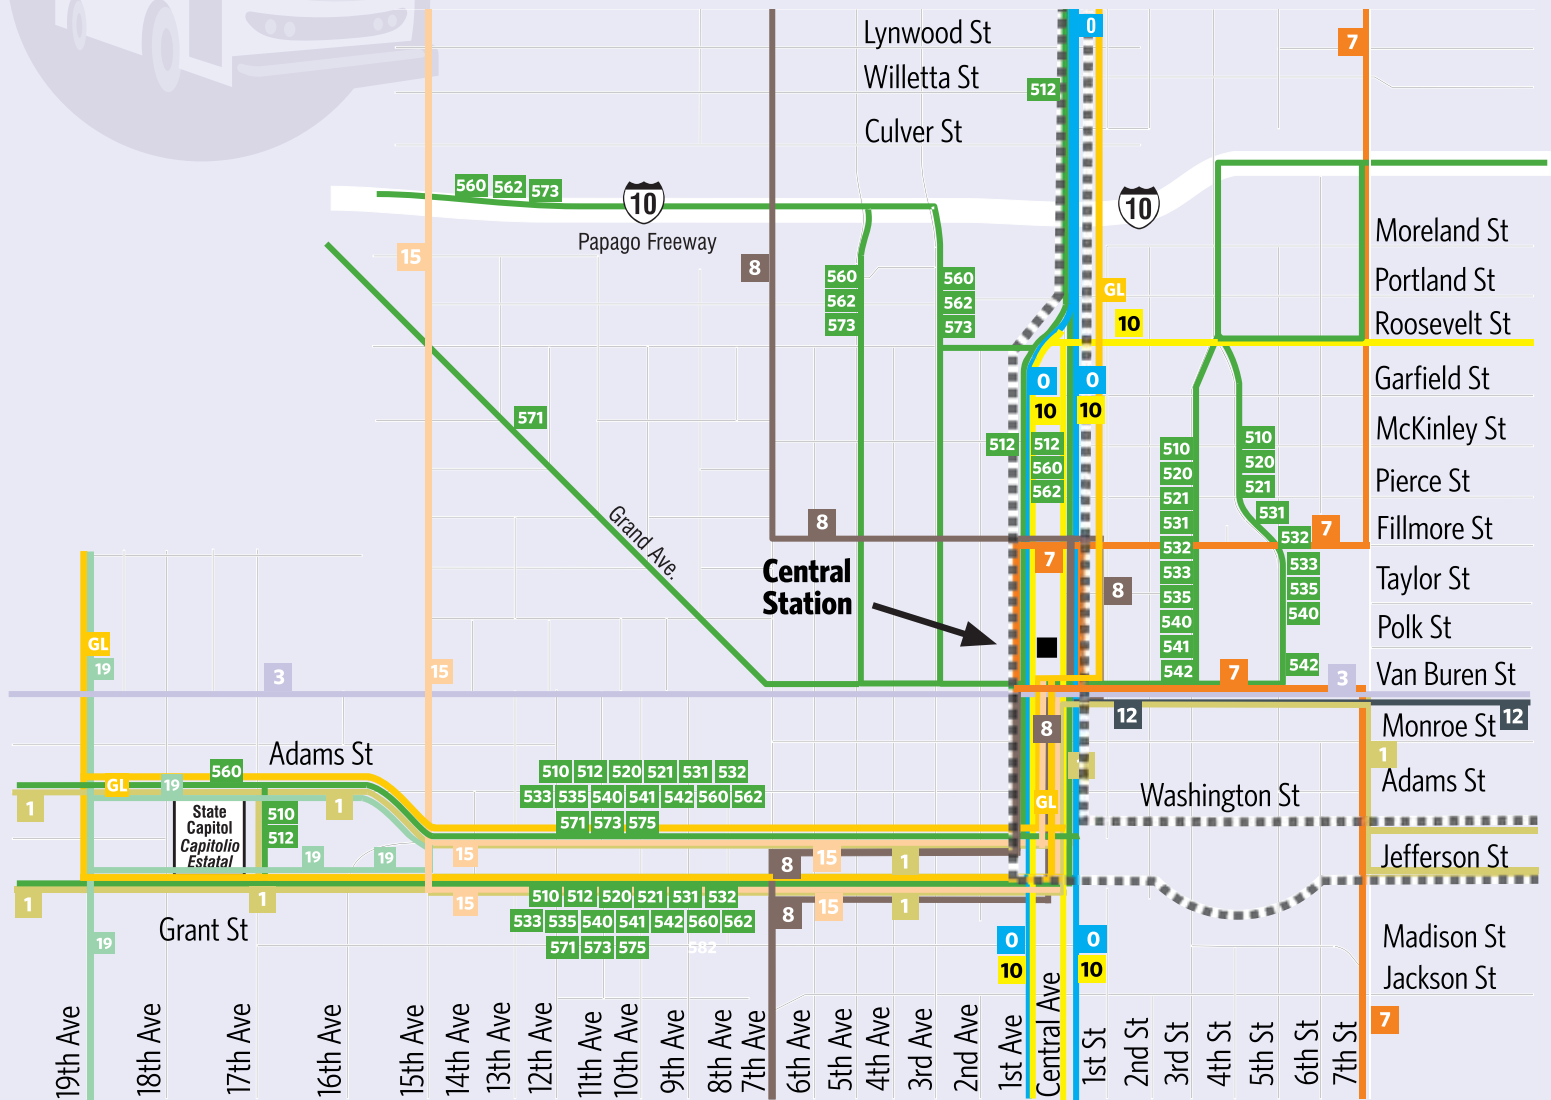 Lynwood St
0
7
Willetta St
512
Culver St
560 562 573
10
10
Papago Freeway
Moreland St
15
8
560
562
573
560
562
573
GL
Portland St
10
Roosevelt St
0
0
Garfield St
10
10
571
McKinley St
512
512
560
562
510
520
521
531
532
533
535
540
541
542
510
520
521
531
532
533
535
540
542
Pierce St
8
7
Fillmore St
Grand Ave.
7
Central
Station
8
Taylor St
Polk St
GL
19
15
3
7
3
Van Buren St
12
12
8
Monroe St
1
Adams St
560
GL
19
1
1
510 512 520 521 531 532
533 535 540 541 542 560 562
571 573 575
Adams St
GL
Washington St
State
Capitol
Capitolio
Estatal
510
512
19
19
15
8
15
1
Jefferson St
1
1
15
8
15
1
510 512 520 521 531 532
533 535 540 541 542 560 562
571 573 575 582
Grant St
19
0
0
10
10
Madison St
Jackson St
7
19th Ave
18th Ave
17th Ave
16th Ave
15th Ave
14th Ave
13th Ave
12th Ave
11th Ave
10th Ave
9th Ave
8th Ave
7th Ave
6th Ave
5th Ave
4th Ave
3rd Ave
2nd Ave
1st Ave
Central Ave
1st St
2nd St
3rd St
4th St
5th St
6th St
7th St